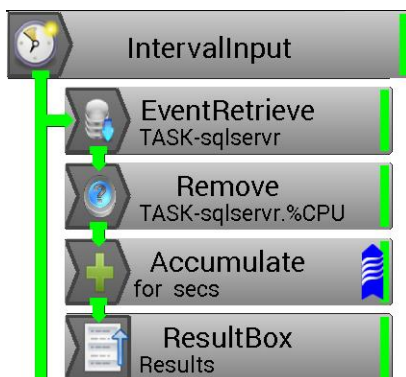 IntervalInput
EventRetrieve
TASK-sqlservr
Remove
TASK-sqlservr.%CPU
Accumulate
for secs
ResultBox
Results